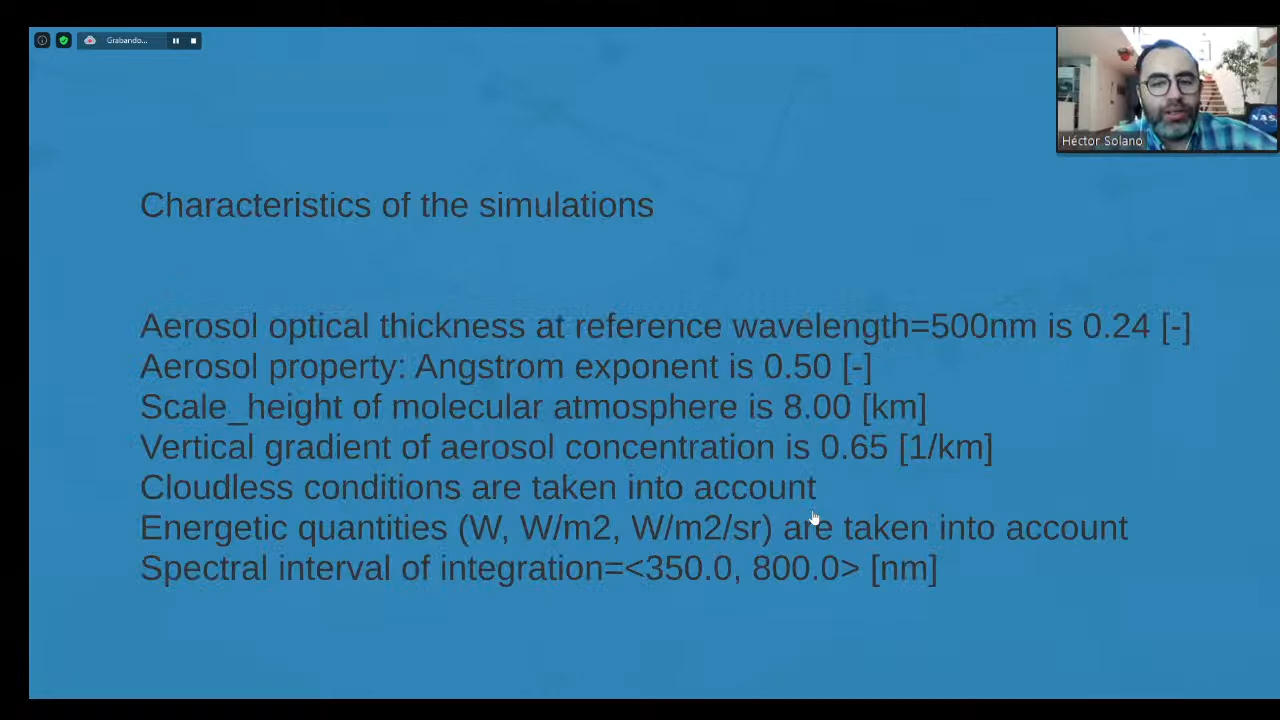 Grabando...
Héctor Solano
NASA
Characteristics of the simulations
Aerosol optical thickness at reference wavelength=500nm is 0.24 [-]
Aerosol property: Angstrom exponent is 0.50 [-]
Scale_height of molecular atmosphere is 8.00 [km]
Vertical gradient of aerosol concentration is 0.65 [1/km]
Cloudless conditions are taken into account
Energetic quantities (W, W/m2, W/m2/sr) are taken into account
Spectral interval of integration=<350.0, 800.0> [nm]